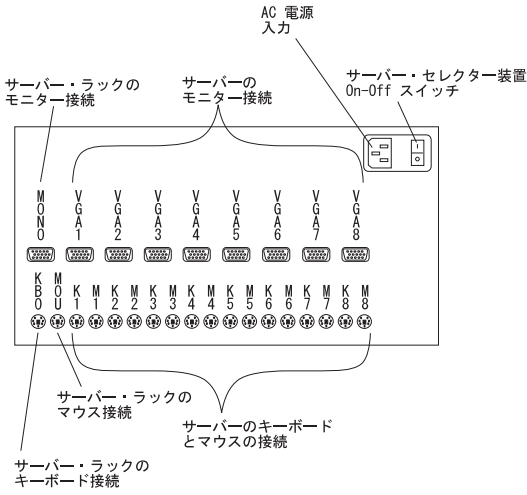 AC 電源
入力
サーバー・ラックの
モニター接続
サーバーの
モニター接続
サーバー・セレクター装置
On-Off スイッチ
MONO
VGA1
VGA2
VGA3
VGA4
VGA5
VGA6
VGA7
VGA8
KBO
MOU
K1
M1
K2
M2
K3
M3
K4
M4
K5
M5
K6
M6
K7
M7
K8
M8
サーバー・ラックの
マウス接続
サーバーのキーボード
とマウスの接続
サーバー・ラックの
キーボード接続